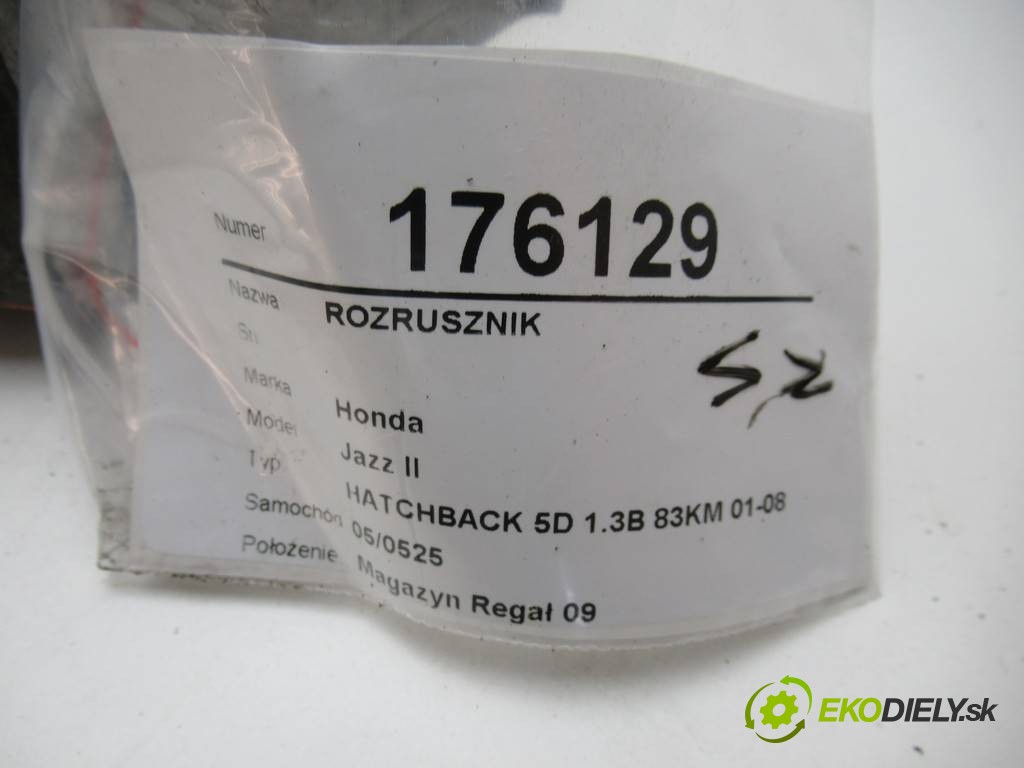 Numer 176129
Nazwa ROZRUSZNIK
Sn
Marka Honda
Model Jazz II
Typ HATCHBACK 5D 1.3B 83KM 01-08
Samochód 05/0525
Położenie Magazyn Regał 09
EKODIELY.sk